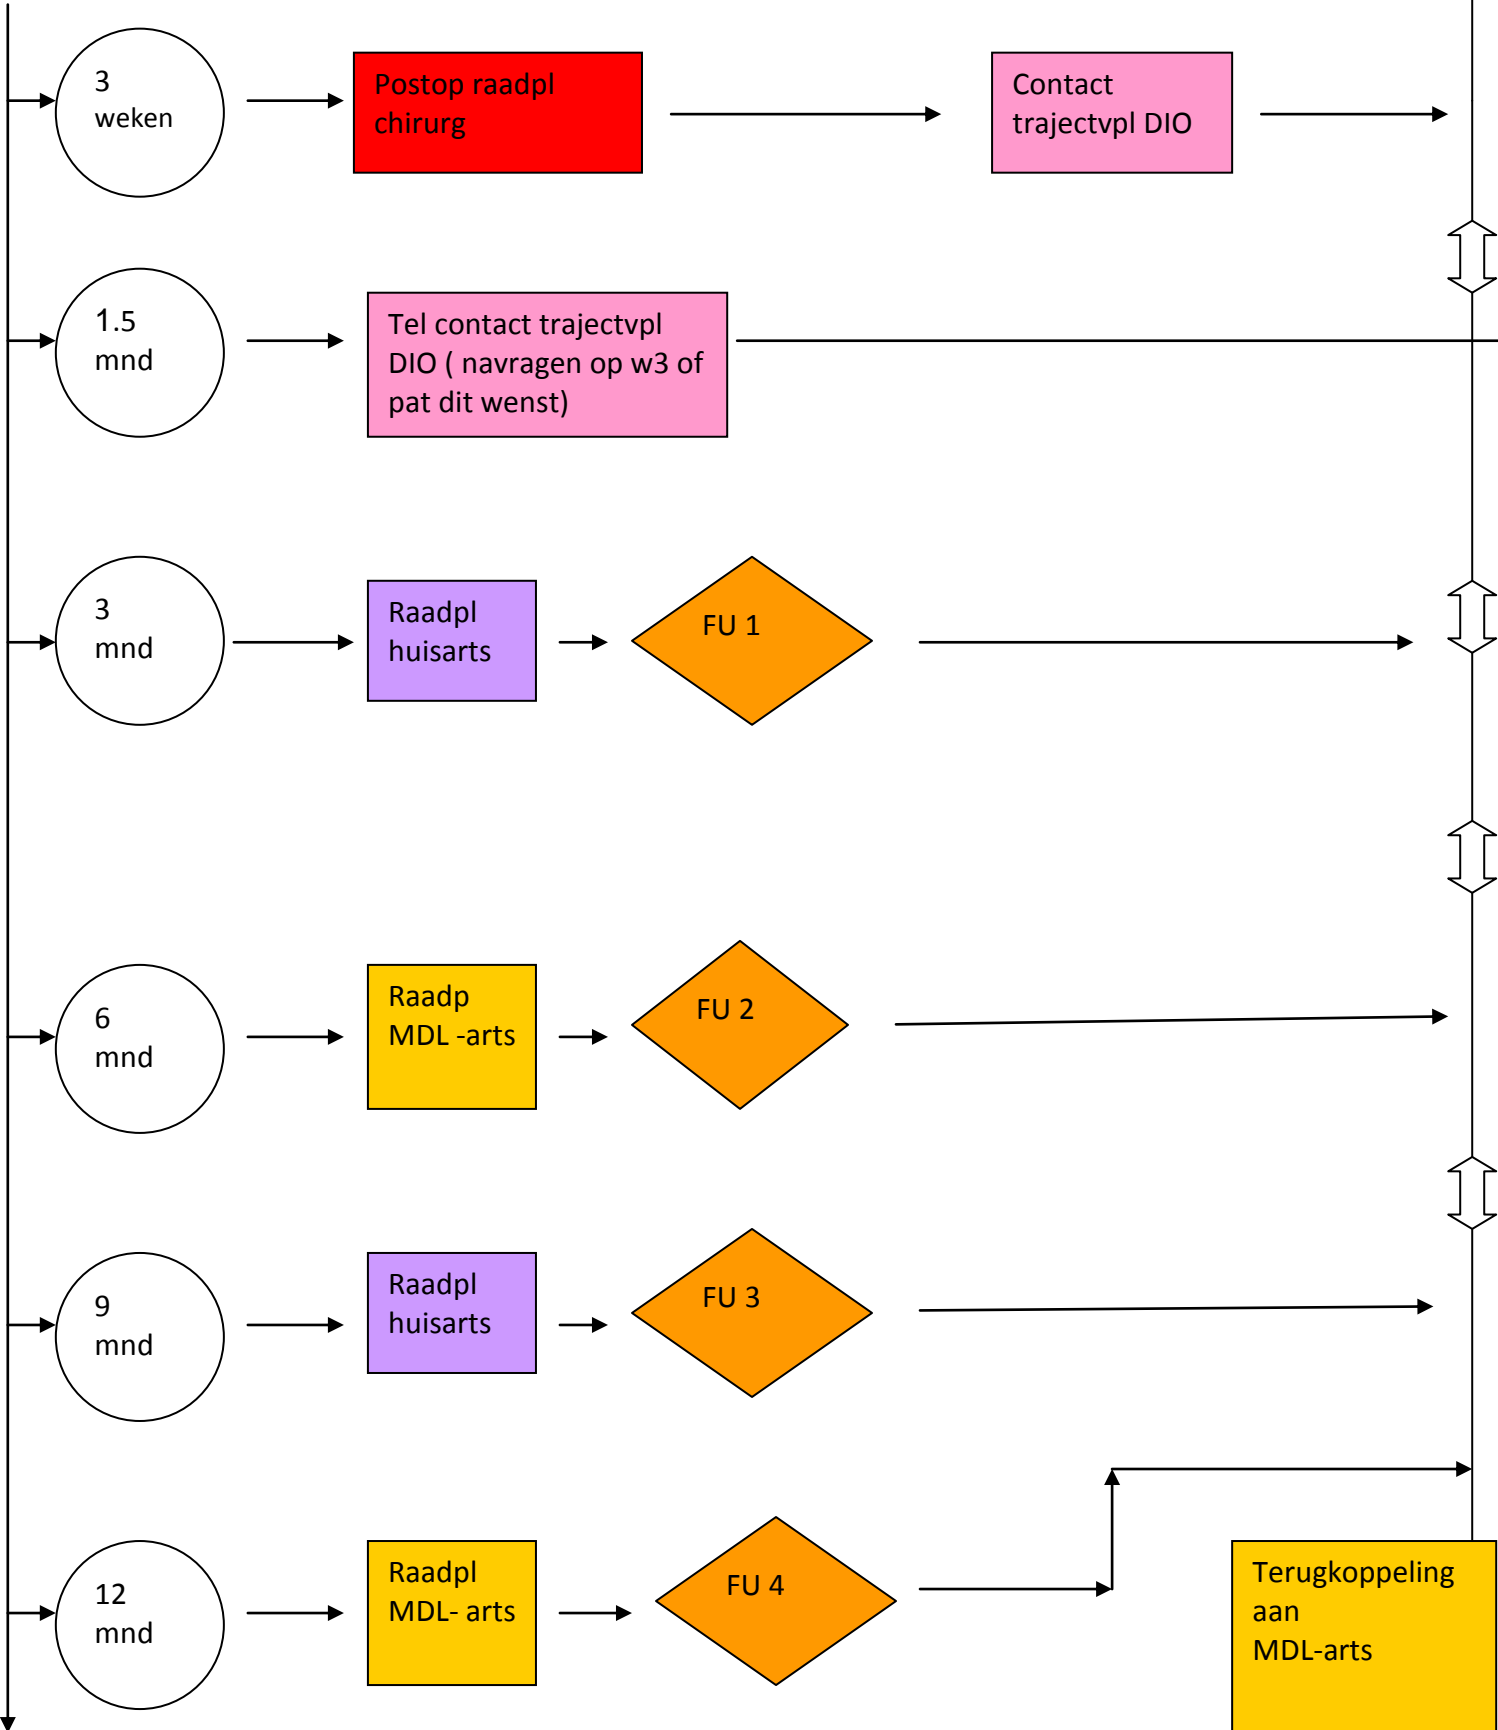 3
weken
Postop raadpl
chirurg
Contact
trajectvpl DIO
1.5
mnd
Tel contact trajectvpl
DIO ( navragen op w3 of
pat dit wenst)
3
mnd
Raadpl
huisarts
FU 1
6
mnd
Raadp
MDL -arts
FU 2
9
mnd
Raadpl
huisarts
FU 3
12
mnd
Raadpl
MDL- arts
FU 4
Terugkoppeling
aan
MDL-arts